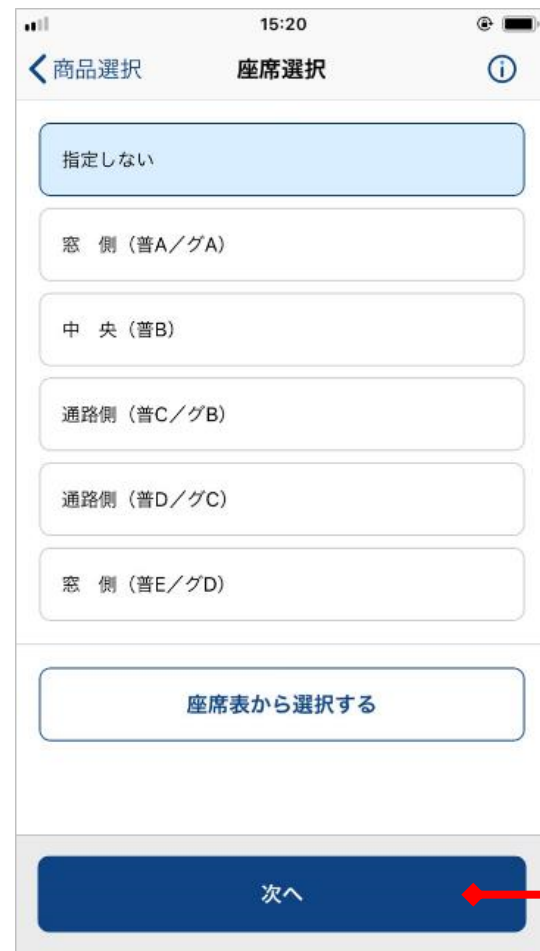 15:20
商品選択 座席選択
指定しない
窓 側（普A／グA）
中 央（普B）
通路側（普C／グB）
通路側（普D／グC）
窓 側（普E／グD）
座席表から選択する
次へ